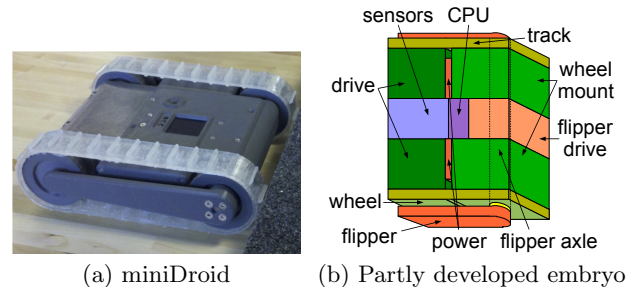 sensors CPU
track
drive
wheel
mount
flipper
drive
wheel
flipper
power
flipper axle
(a) miniDroid
(b) Partly developed embryo